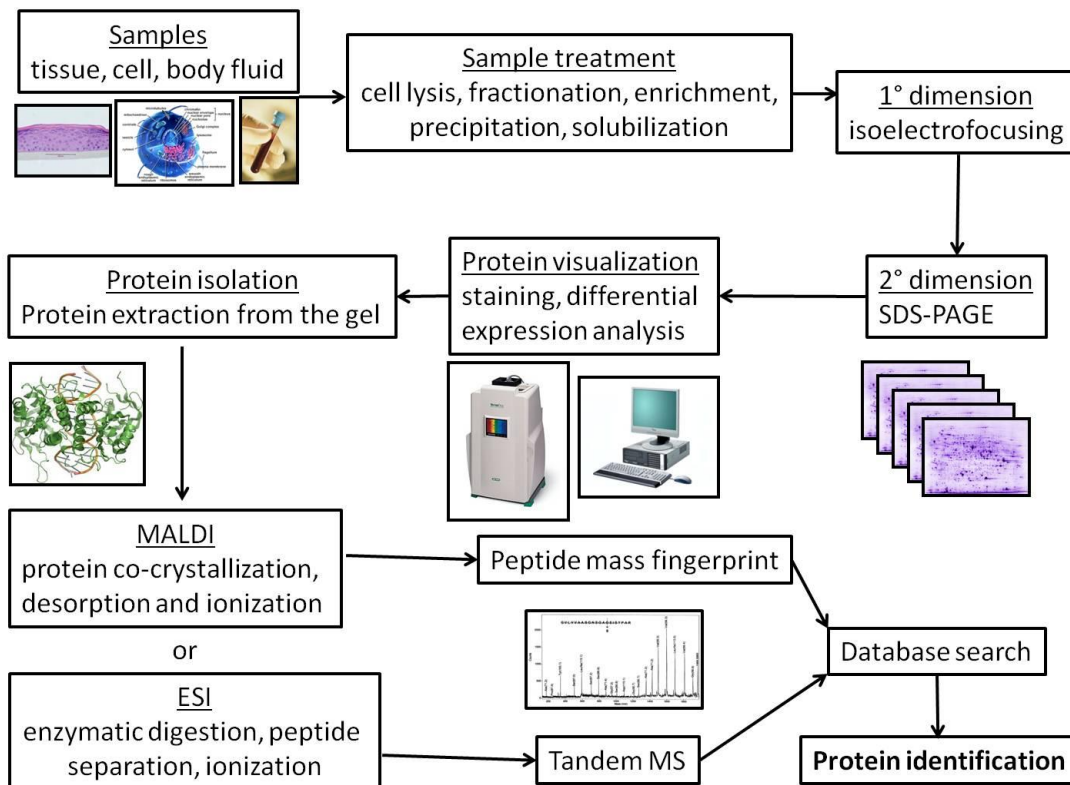 Samples
tissue, cell, body fluid
Sample treatment
cell lysis, fractionation, enrichment,
precipitation, solubilization
1° dimension
isoelectrofocusing
2° dimension
SDS-PAGE
Protein visualization
staining, differential
expression analysis
Protein isolation
Protein extraction from the gel
MALDI
protein co-crystallization,
desorption and ionization
or
ESI
enzymatic digestion, peptide
separation, ionization
Peptide mass fingerprint
Tandem MS
Database search
Protein identification